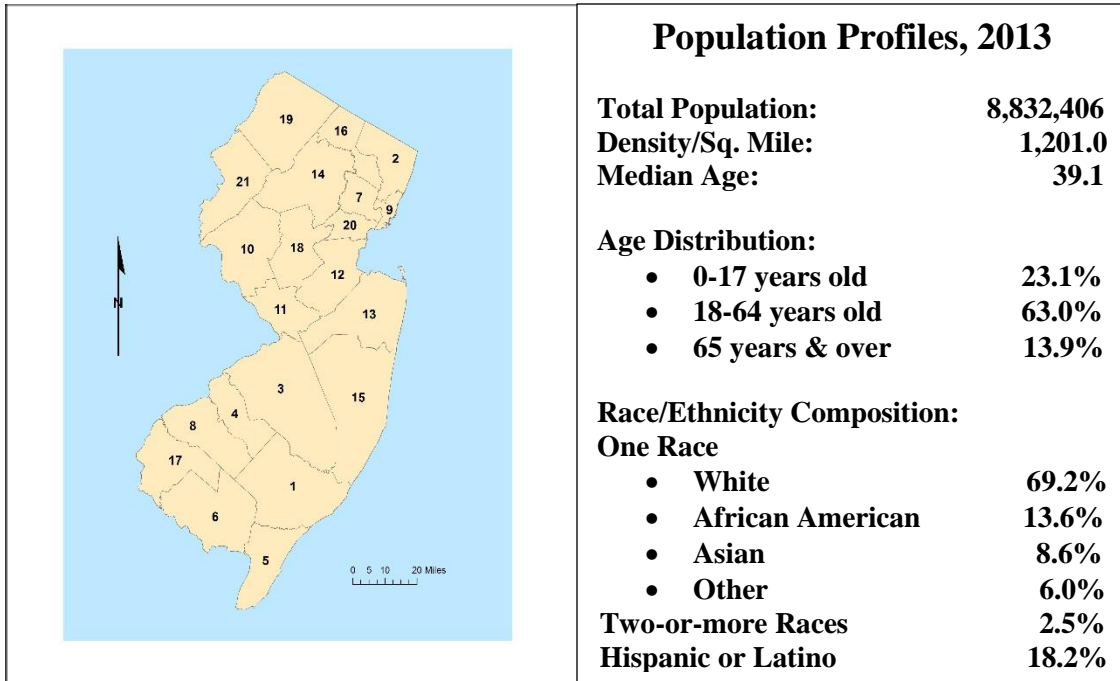 19
16
2
14
21
7
9
20
10
18
12
11
13
N
3
15
4
8
17
1
6
5
0 5 10 20 Miles
Population Profiles, 2013
Total Population: 8,832,406
Density/Sq. Mile: 1,201.0
Median Age: 39.1
Age Distribution:
• 0-17 years old 23.1%
• 18-64 years old 63.0%
• 65 years & over 13.9%
Race/Ethnicity Composition:
One Race
• White 69.2%
• African American 13.6%
• Asian 8.6%
• Other 6.0%
Two-or-more Races 2.5%
Hispanic or Latino 18.2%